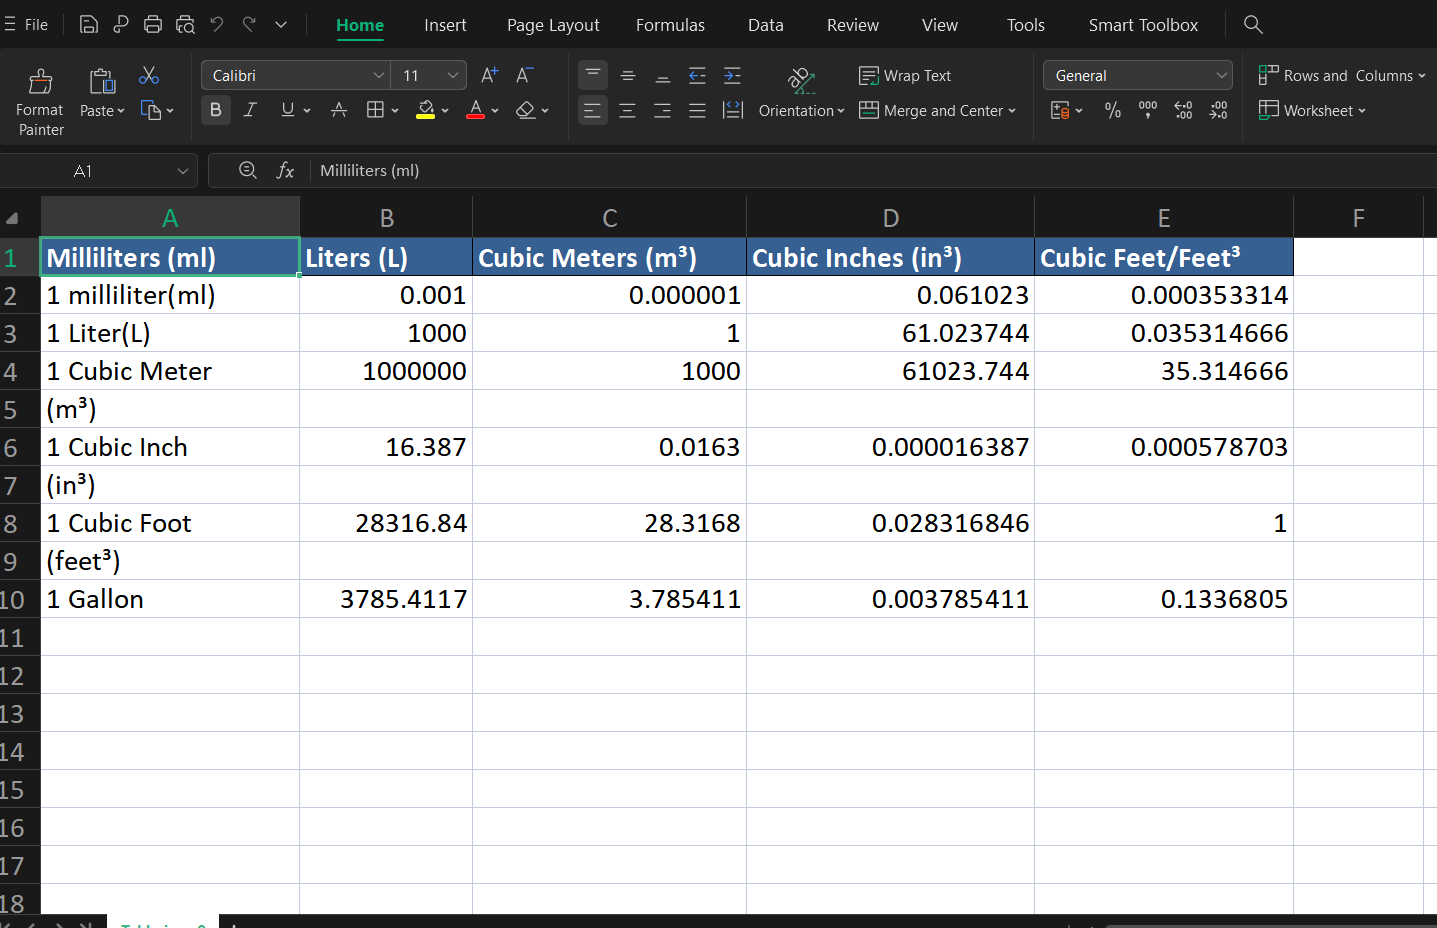 File Home Insert Page Layout Formulas Data Review View Tools Smart Toolbox
Calibri 11 Wrap Text General Rows and Columns
Format Painter Paste B I U A Orientation Merge and Center % Worksheet
A1 fx Milliliters (ml)
A B C D E F
1 Milliliters (ml) Liters (L) Cubic Meters (m³) Cubic Inches (in³) Cubic Feet/Feet³
2 1 milliliter(ml) 0.001 0.000001 0.061023 0.000353314
3 1 Liter(L) 1000 1 61.023744 0.035314666
4 1 Cubic Meter 1000000 1000 61023.744 35.314666
5 (m³)
6 1 Cubic Inch 16.387 0.0163 0.000016387 0.000578703
7 (in³)
8 1 Cubic Foot 28316.84 28.3168 0.028316846 1
9 (feet³)
10 1 Gallon 3785.4117 3.785411 0.003785411 0.1336805
11
12
13
14
15
16
17
18